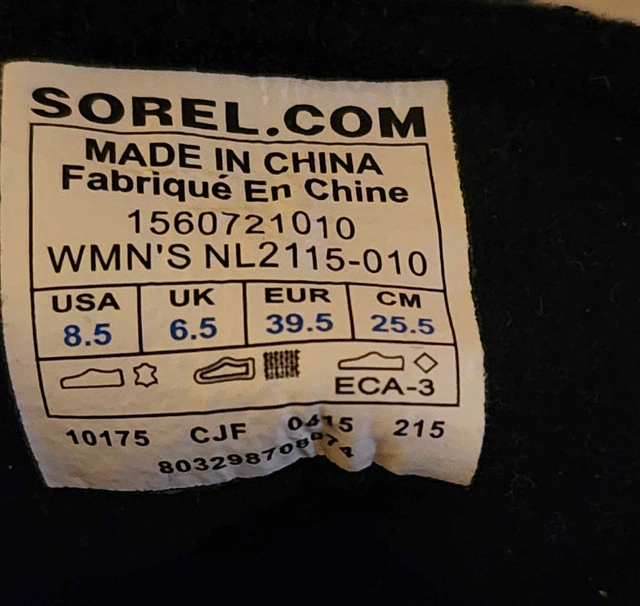 SOREL.COM
MADE IN CHINA
Fabriqué En Chine
1560721010
WMN'S NL2115-010
USA UK EUR CM
8.5 6.5 39.5 25.5
ECA-3
10175 CJF 0415 215